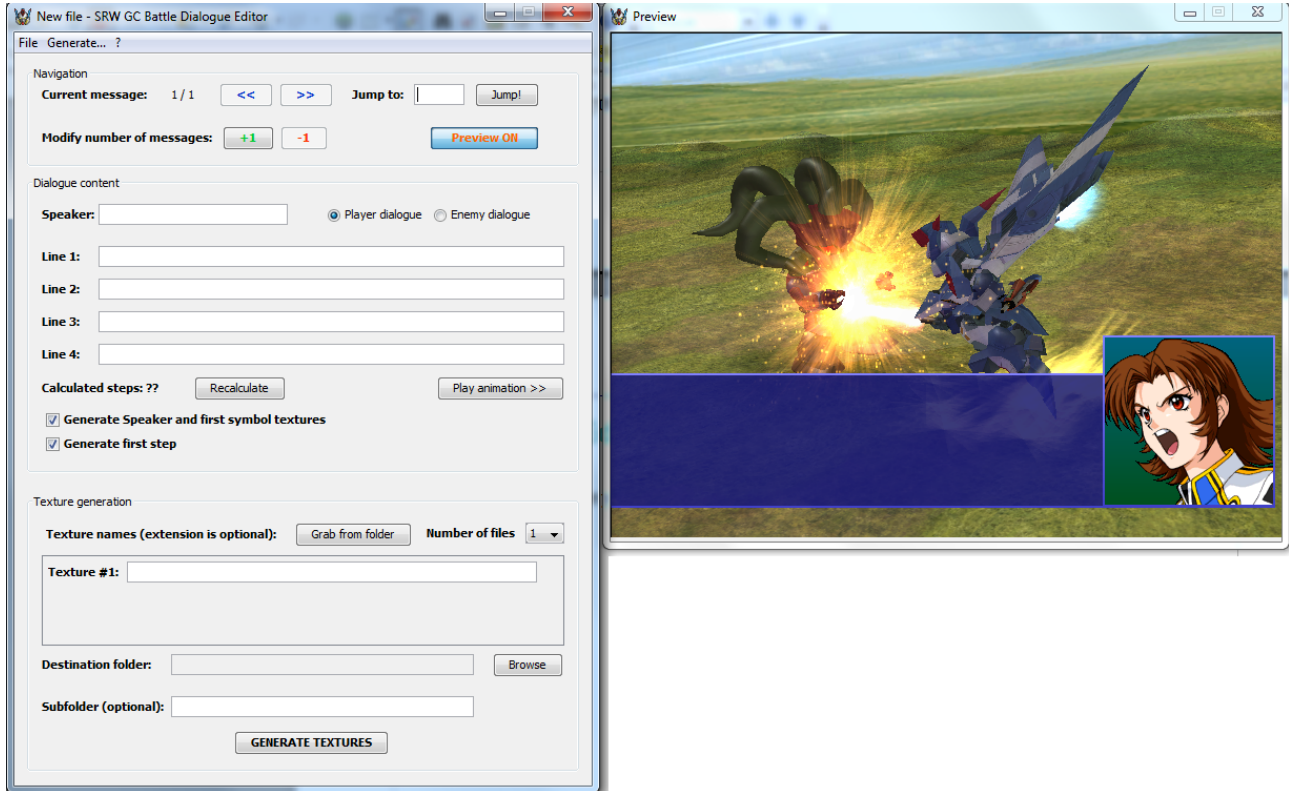 New file - SRW GC Battle Dialogue Editor
File Generate... ?
Navigation
Current message: 1 / 1 << >> Jump to: Jump!
Modify number of messages: +1 -1 Preview ON
Dialogue content
Speaker: Player dialogue Enemy dialogue
Line 1:
Line 2:
Line 3:
Line 4:
Calculated steps: ?? Recalculate Play animation >>
Generate Speaker and first symbol textures
Generate first step
Texture generation
Texture names (extension is optional): Grab from folder Number of files 1
Texture #1:
Destination folder: Browse
Subfolder (optional):
GENERATE TEXTURES
Preview